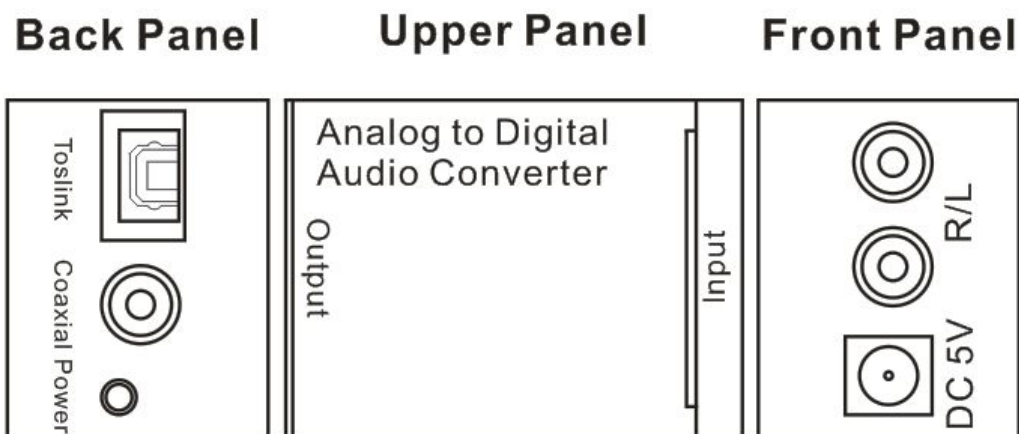 Back Panel
Upper Panel
Front Panel
Toslink
Coaxial Power
Analog to Digital
Audio Converter
Output
Input
R/L
DC 5V